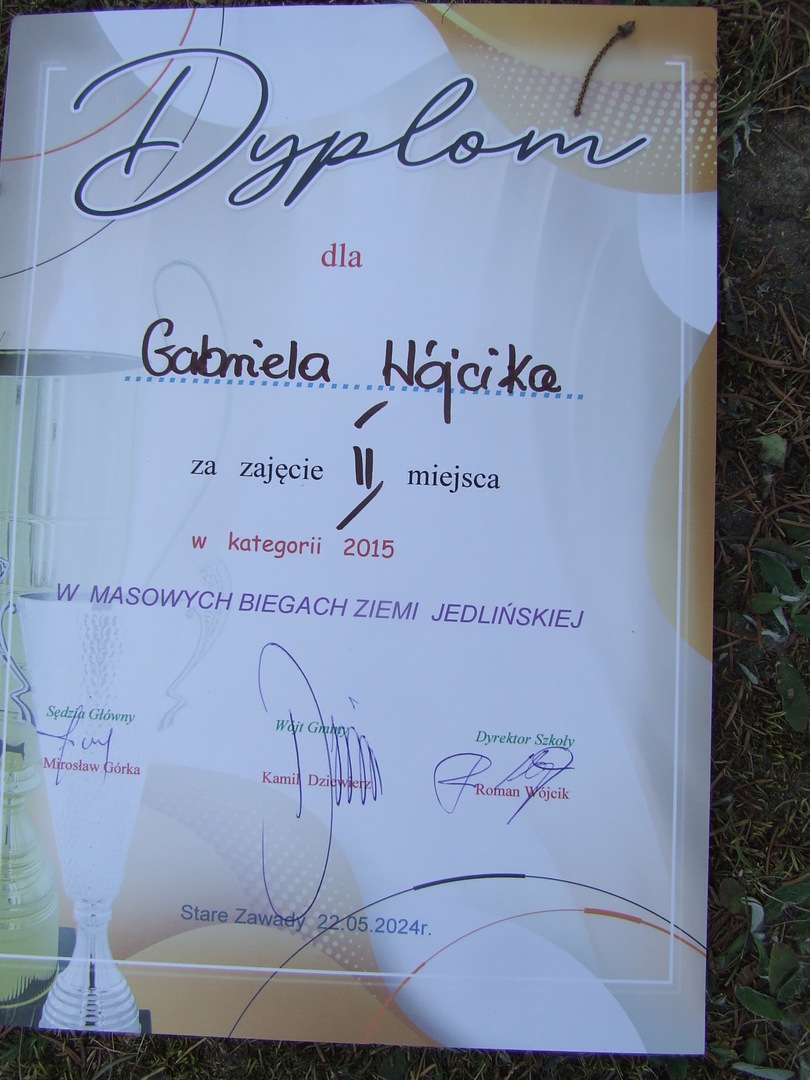 Dyplom
dla
Gabriela Wójcika
za zajęcie II miejsca
w kategorii 2015
W MASOWYCH BIEGACH ZIEMI JEDLIŃSKIEJ
Sędzia Główny
Mirosław Górka
Wójt Gminy
Kamil Dziewierz
Dyrektor Szkoły
Roman Wójcik
Stare Zawady 22.05.2024r.